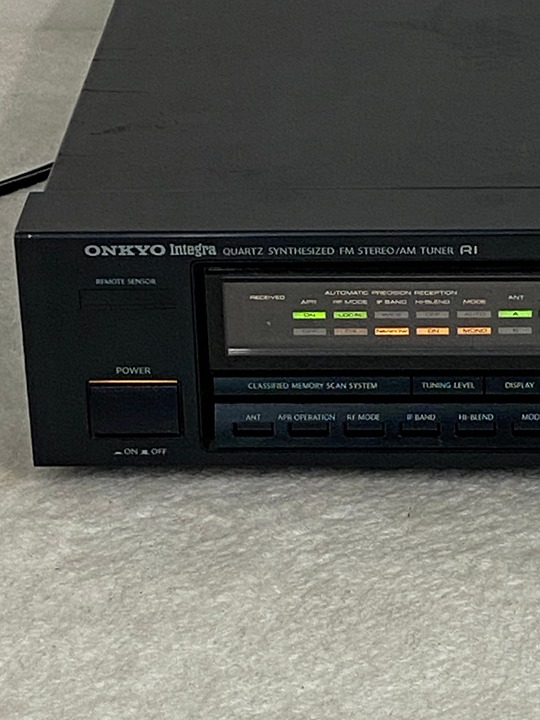 ONKYO Integra QUARTZ SYNTHESIZED FM STEREO/AM TUNER RI
REMOTE SENSOR
AUTOMATIC PRECISION RECEPTION
RECEIVED APR RF MODE IF BAND HI-BLEND MODE ANT
ON LOCAL WIDE OFF AUTO A
OFF DX ON MONO B
POWER
CLASSIFIED MEMORY SCAN SYSTEM TUNING LEVEL DISPLAY
ANT APR OPERATION RF MODE IF BAND HI-BLEND MOD
ON OFF